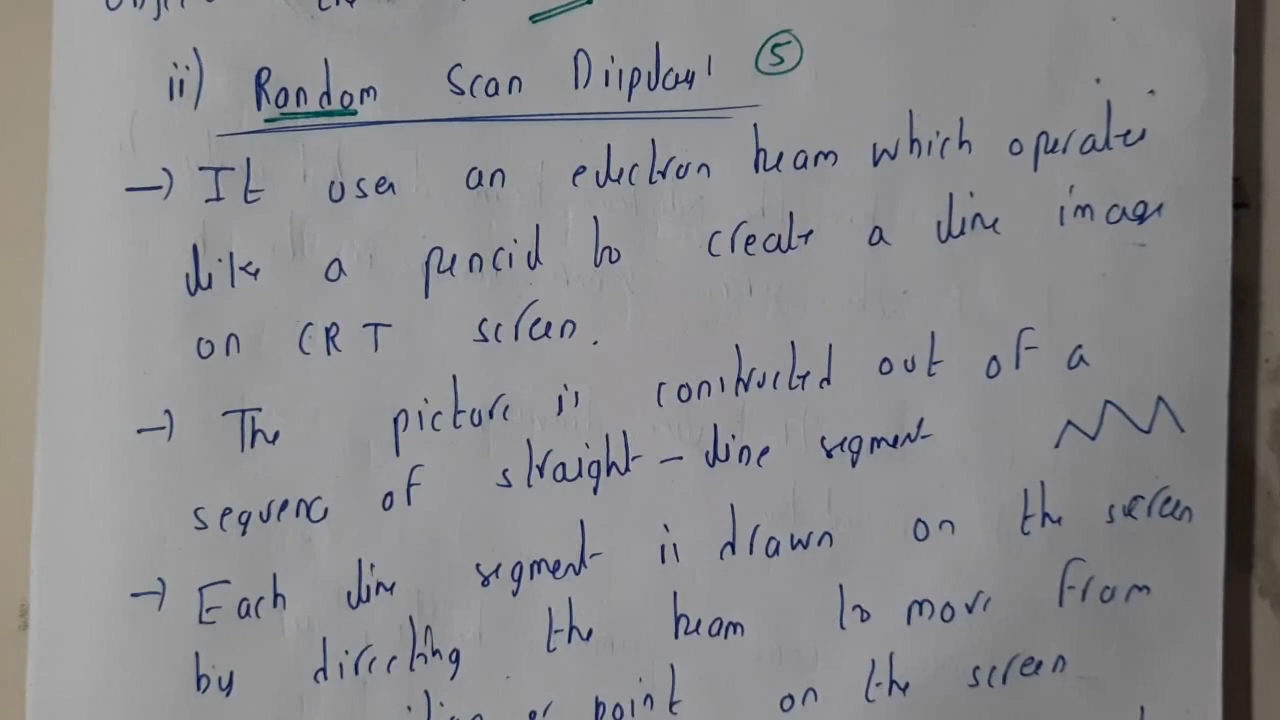 ii) Random Scan Display ⑤
→ It uses an electron beam which operates
like a pencil to create a line image
on CRT screen.
→ The picture is constructed out of a
sequence of straight-line segment
→ Each line segment is drawn on the screen
by directing the beam to move from
or point on the screen